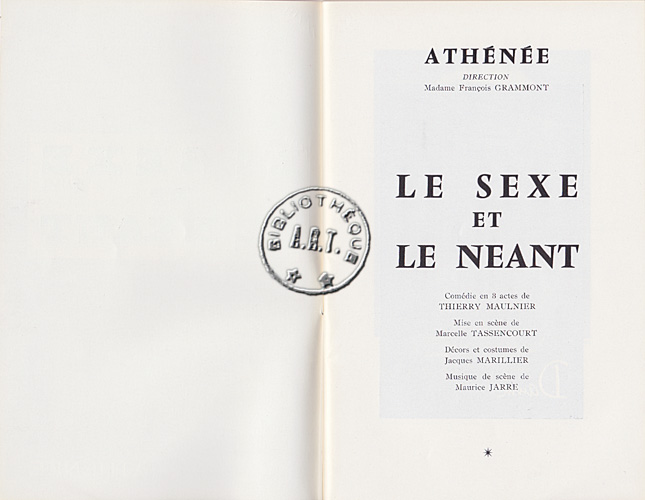 BIBLIOTHÈQUE
A.R.T.
ATHÉNÉE
DIRECTION
Madame François GRAMMONT
LE SEXE
ET
LE NEANT
Comédie en 3 actes de
THIERRY MAULNIER
Mise en scène de
Marcelle TASSENCOURT
Décors et costumes de
Jacques MARILLIER
Musique de scène de
Maurice JARRE